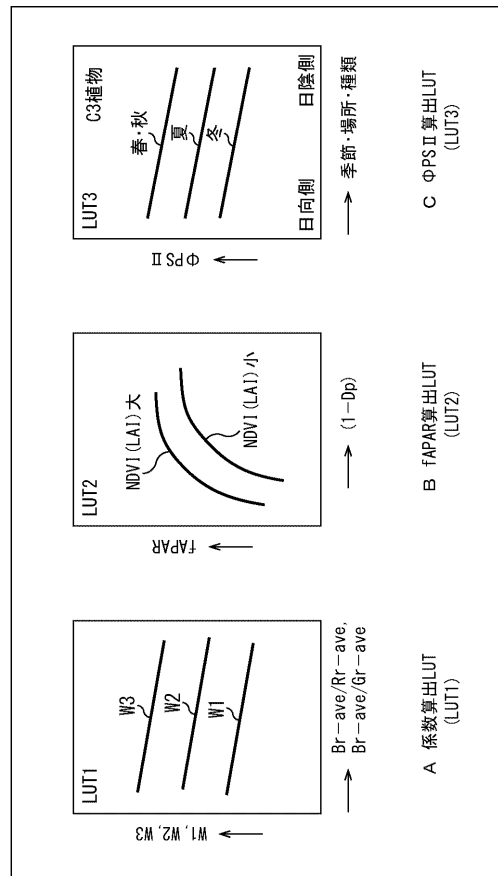 LUT1
W3
W2
W1
W1, W2, W3
Br-ave/Rr-ave,
Br-ave/Gr-ave
A 係数算出LUT
(LUT1)
LUT2
NDVI(LAI)大
NDVI(LAI)小
fAPAR
(1-Dp)
B fAPAR算出LUT
(LUT2)
LUT3
C3植物
春・秋
夏
冬
日向側
日陰側
ΦPSⅡ
季節・場所・種類
C ΦPSⅡ算出LUT
(LUT3)